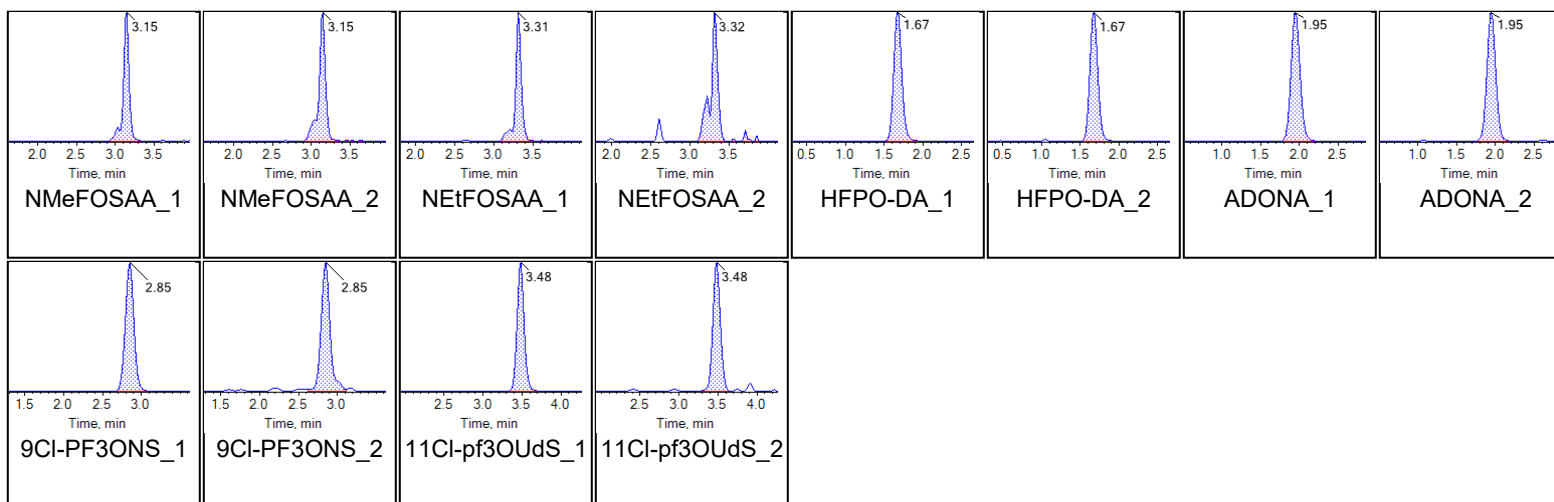 3.15 3.15 3.31 3.32 1.67 1.67 1.95 1.95
2.0 2.5 3.0 3.5 2.0 2.5 3.0 3.5 2.0 2.5 3.0 3.5 2.0 2.5 3.0 3.5 0.5 1.0 1.5 2.0 2.5 0.5 1.0 1.5 2.0 2.5 1.0 1.5 2.0 2.5 1.0 1.5 2.0 2.5
Time, min Time, min Time, min Time, min Time, min Time, min Time, min Time, min
NMeFOSAA_1 NMeFOSAA_2 NEtFOSAA_1 NEtFOSAA_2 HFPO-DA_1 HFPO-DA_2 ADONA_1 ADONA_2
2.85 2.85 3.48 3.48
1.5 2.0 2.5 3.0 1.5 2.0 2.5 3.0 2.5 3.0 3.5 4.0 2.5 3.0 3.5 4.0
Time, min Time, min Time, min Time, min
9Cl-PF3ONS_1 9Cl-PF3ONS_2 11Cl-pf3OUdS_1 11Cl-pf3OUdS_2